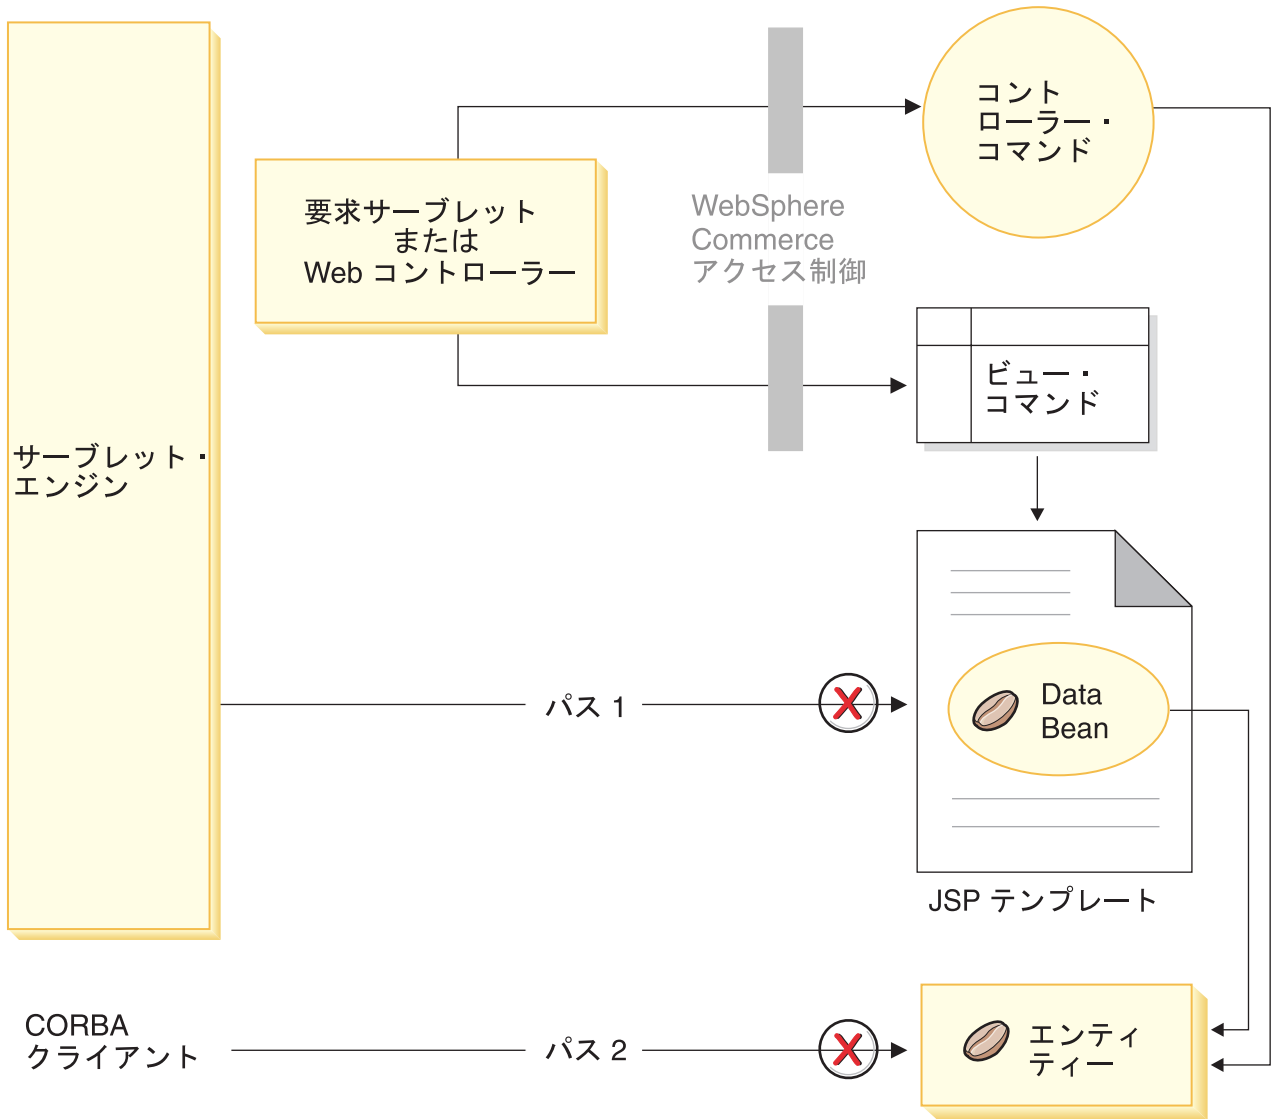 コント
ローラー・
コマンド
要求サーブレット
または
Web コントローラー
WebSphere
Commerce
アクセス制御
ビュー・
コマンド
サーブレット・
エンジン
パス 1
Data
Bean
JSP テンプレート
CORBA
クライアント
パス 2
エンティ
ティー